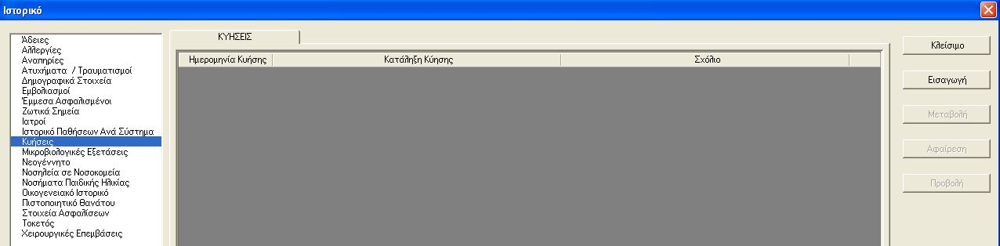 Ιστορικό
Άδειες
Αλλεργίες
Αναπηρίες
Ατυχήματα / Τραυματισμοί
Δημογραφικά Στοιχεία
Εμβολιασμοί
Έμμεσα Ασφαλισμένοι
Ζωτικά Σημεία
Ιατροί
Ιστορικό Παθήσεων Ανά Σύστημα
Κυήσεις
Μικροβιολογικές Εξετάσεις
Νεογέννητο
Νοσηλεία σε Νοσοκομεία
Νοσήματα Παιδικής Ηλικίας
Οικογενειακό Ιστορικό
Πιστοποιητικό Θανάτου
Στοιχεία Ασφαλίσεων
Τοκετός
Χειρουργικές Επεμβάσεις
ΚΥΗΣΕΙΣ
Ημερομηνία Κυήσης Κατάληξη Κύησης Σχόλιο
Κλείσιμο
Εισαγωγή
Μεταβολή
Αφαίρεση
Προβολή